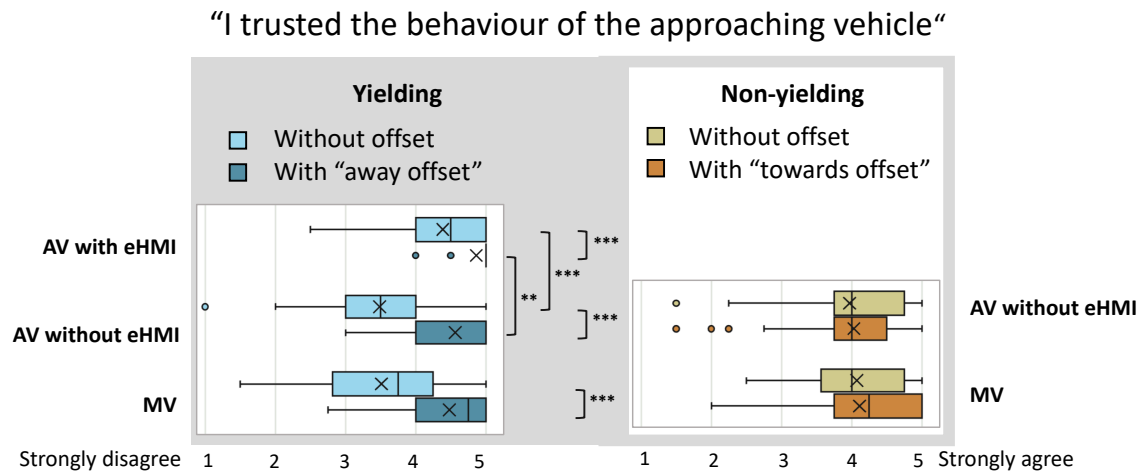 “I trusted the behaviour of the approaching vehicle“
Yielding
Without offset
With “away offset”
Non-yielding
Without offset
With “towards offset”
AV with eHMI
AV without eHMI
MV
***
***
**
***
***
AV without eHMI
MV
Strongly disagree 1 2 3 4 5
1 2 3 4 5 Strongly agree